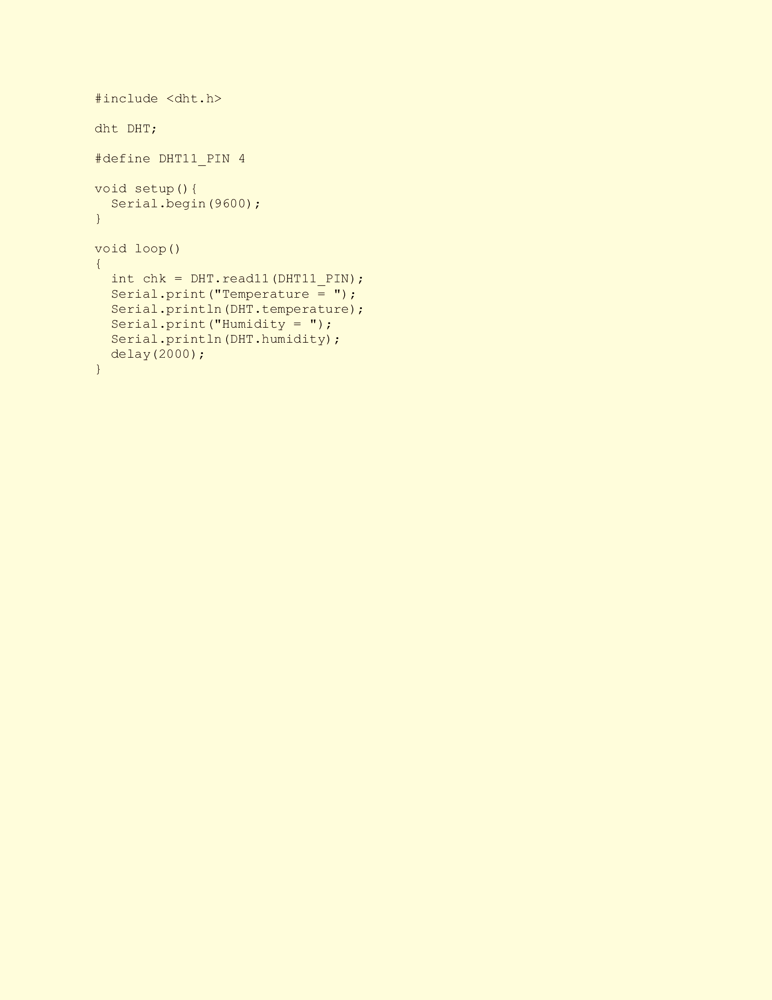 #include <dht.h>
dht DHT;
#define DHT11_PIN 4
void setup(){
  Serial.begin(9600);
}
void loop()
{
  int chk = DHT.read11(DHT11_PIN);
  Serial.print("Temperature = ");
  Serial.println(DHT.temperature);
  Serial.print("Humidity = ");
  Serial.println(DHT.humidity);
  delay(2000);
}